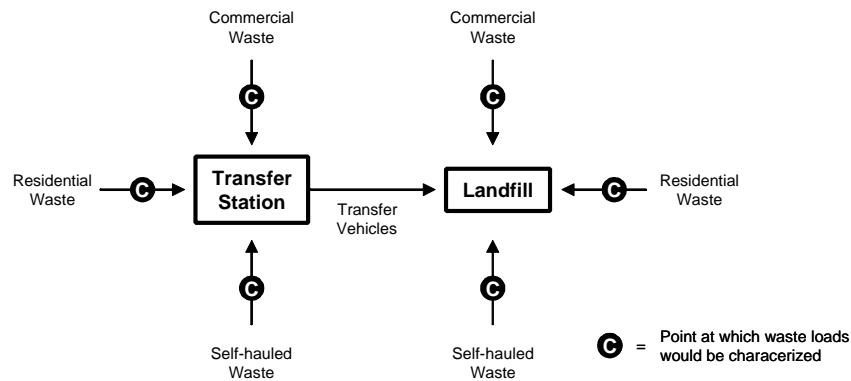 Commercial
Waste
Commercial
Waste
C
C
Residential
Waste
C
Transfer
Station
Transfer
Vehicles
Landfill
C
Residential
Waste
C
C
Self-hauled
Waste
Self-hauled
Waste
C = Point at which waste loads
would be characerized